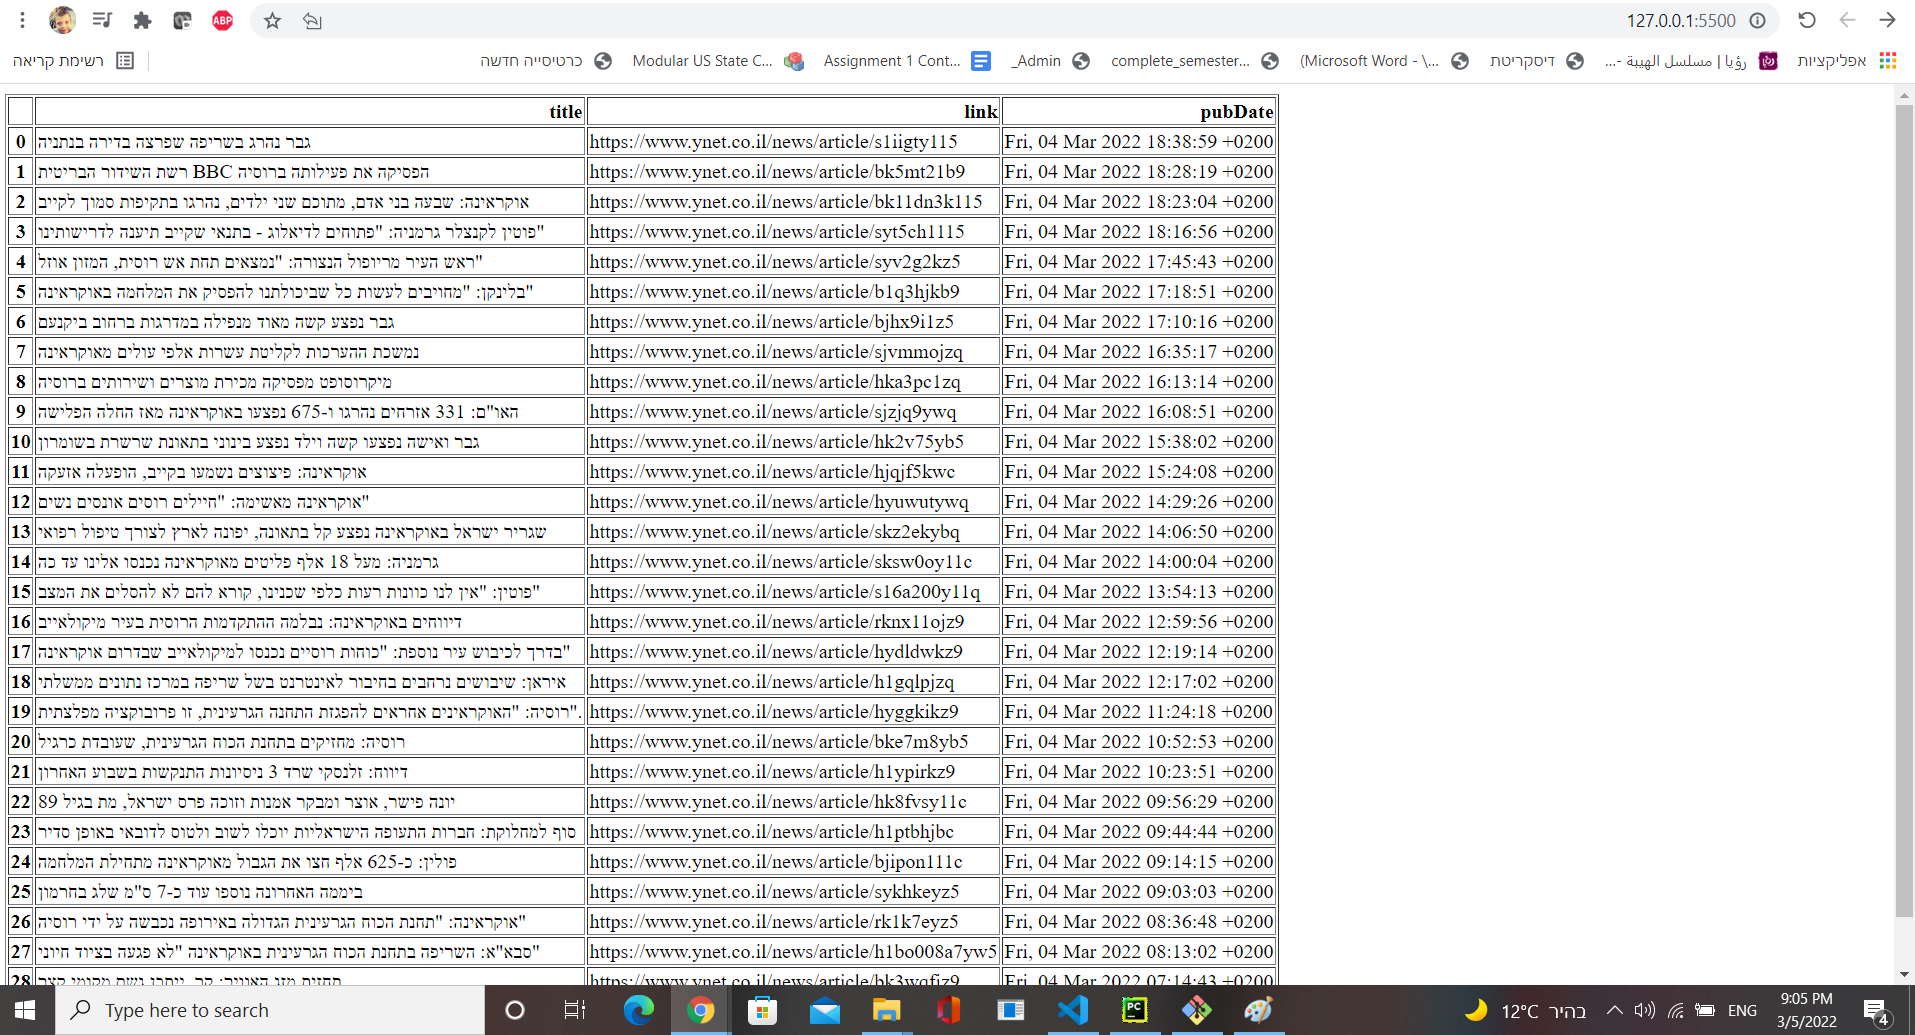 127.0.0.1:5500
אפליקציות
رؤيا | مسلسل الهيبة -...
דיסקריטת
(Microsoft Word - \...
complete_semester...
_Admin
Assignment 1 Cont...
Modular US State C...
כרטיסייה חדשה
רשימת קריאה
title link pubDate
0 גבר נהרג בשריפה שפרצה בדירה בנתניה https://www.ynet.co.il/news/article/s1iigty115 Fri, 04 Mar 2022 18:38:59 +0200
1 רשת השידור הבריטית BBC הפסיקה את פעילותה ברוסיה https://www.ynet.co.il/news/article/bk5mt21b9 Fri, 04 Mar 2022 18:28:19 +0200
2 אוקראינה: שבעה בני אדם, מתוכם שני ילדים, נהרגו בתקיפות סמוך לקייב https://www.ynet.co.il/news/article/bk11dn3k115 Fri, 04 Mar 2022 18:23:04 +0200
3 פוטין לקנצלר גרמניה: "פתוחים לדיאלוג - בתנאי שקייב תיענה לדרישותינו" https://www.ynet.co.il/news/article/syt5ch1115 Fri, 04 Mar 2022 18:16:56 +0200
4 ראש העיר מריופול הנצורה: "נמצאים תחת אש רוסית, המזון אוזל" https://www.ynet.co.il/news/article/syv2g2kz5 Fri, 04 Mar 2022 17:45:43 +0200
5 בלינקן: "מחויבים לעשות כל שביכולתנו להפסיק את המלחמה באוקראינה" https://www.ynet.co.il/news/article/b1q3hjkb9 Fri, 04 Mar 2022 17:18:51 +0200
6 גבר נפצע קשה מאוד מנפילה במדרגות ברחוב ביקנעם https://www.ynet.co.il/news/article/bjhx9i1z5 Fri, 04 Mar 2022 17:10:16 +0200
7 נמשכת ההערכות לקליטת עשרות אלפי עולים מאוקראינה https://www.ynet.co.il/news/article/sjvmmojzq Fri, 04 Mar 2022 16:35:17 +0200
8 מיקרוסופט מפסיקה מכירת מוצרים ושירותים ברוסיה https://www.ynet.co.il/news/article/hka3pc1zq Fri, 04 Mar 2022 16:13:14 +0200
9 האו"ם: 331 אזרחים נהרגו ו-675 נפצעו באוקראינה מאז החלה הפלישה https://www.ynet.co.il/news/article/sjzjq9ywq Fri, 04 Mar 2022 16:08:51 +0200
10 גבר ואישה נפצעו קשה וילד נפצע בינוני בתאונת שרשרת בשומרון https://www.ynet.co.il/news/article/hk2v75yb5 Fri, 04 Mar 2022 15:38:02 +0200
11 אוקראינה: פיצוצים נשמעו בקייב, הופעלה אזעקה https://www.ynet.co.il/news/article/hjqjf5kwc Fri, 04 Mar 2022 15:24:08 +0200
12 אוקראינה מאשימה: "חיילים רוסים אונסים נשים" https://www.ynet.co.il/news/article/hyuwutywq Fri, 04 Mar 2022 14:29:26 +0200
13 שגריר ישראל באוקראינה נפצע קל בתאונה, יפונה לארץ לצורך טיפול רפואי https://www.ynet.co.il/news/article/skz2ekybq Fri, 04 Mar 2022 14:06:50 +0200
14 גרמניה: מעל 18 אלף פליטים מאוקראינה נכנסו אלינו עד כה https://www.ynet.co.il/news/article/sksw0oy11c Fri, 04 Mar 2022 14:00:04 +0200
15 פוטין: "אין לנו כוונות רעות כלפי שכנינו, קורא להם לא להסלים את המצב" https://www.ynet.co.il/news/article/s16a200y11q Fri, 04 Mar 2022 13:54:13 +0200
16 דיווחים באוקראינה: נבלמה ההתקדמות הרוסית בעיר מיקולאייב https://www.ynet.co.il/news/article/rknx11ojz9 Fri, 04 Mar 2022 12:59:56 +0200
17 בדרך לכיבוש עיר נוספת: "כוחות רוסיים נכנסו למיקולאייב שבדרום אוקראינה" https://www.ynet.co.il/news/article/hydldwkz9 Fri, 04 Mar 2022 12:19:14 +0200
18 איראן: שיבושים נרחבים בחיבור לאינטרנט בשל שריפה במרכז נתונים ממשלתי https://www.ynet.co.il/news/article/h1gqlpjzq Fri, 04 Mar 2022 12:17:02 +0200
19 רוסיה: "האוקראינים אחראים להפגזת התחנה הגרעינית, זו פרובוקציה מפלצתית". https://www.ynet.co.il/news/article/hyggkikz9 Fri, 04 Mar 2022 11:24:18 +0200
20 רוסיה: מחזיקים בתחנת הכוח הגרעינית, שעובדת כרגיל https://www.ynet.co.il/news/article/bke7m8yb5 Fri, 04 Mar 2022 10:52:53 +0200
21 דיווח: זלנסקי שרד 3 ניסיונות התנקשות בשבוע האחרון https://www.ynet.co.il/news/article/h1ypirkz9 Fri, 04 Mar 2022 10:23:51 +0200
22 יונה פישר, אוצר ומבקר אמנות וזוכה פרס ישראל, מת בגיל 89 https://www.ynet.co.il/news/article/hk8fvsy11c Fri, 04 Mar 2022 09:56:29 +0200
23 סוף למחלוקת: חברות התעופה הישראליות יוכלו לשוב ולטוס לדובאי באופן סדיר https://www.ynet.co.il/news/article/h1ptbhjbc Fri, 04 Mar 2022 09:44:44 +0200
24 פולין: כ-625 אלף חצו את הגבול מאוקראינה מתחילת המלחמה https://www.ynet.co.il/news/article/bjipon111c Fri, 04 Mar 2022 09:14:15 +0200
25 ביממה האחרונה נוספו עוד כ-7 ס"מ שלג בחרמון https://www.ynet.co.il/news/article/sykhkeyz5 Fri, 04 Mar 2022 09:03:03 +0200
26 אוקראינה: "תחנת הכוח הגרעינית הגדולה באירופה נכבשה על ידי רוסיה" https://www.ynet.co.il/news/article/rk1k7eyz5 Fri, 04 Mar 2022 08:36:48 +0200
27 סבא"א: השריפה בתחנת הכוח הגרעינית באוקראינה "לא פגעה בציוד חיוני" https://www.ynet.co.il/news/article/h1bo008a7yw5 Fri, 04 Mar 2022 08:13:02 +0200
28 תחזית מזג האוויר: קר, ייתכן גשם מקומי קצר https://www.ynet.co.il/news/article/bk3wqfjz9 Fri, 04 Mar 2022 07:14:43 +0200
Type here to search
PC
12°C בהיר
ENG
9:05 PM
3/5/2022
4
ABP